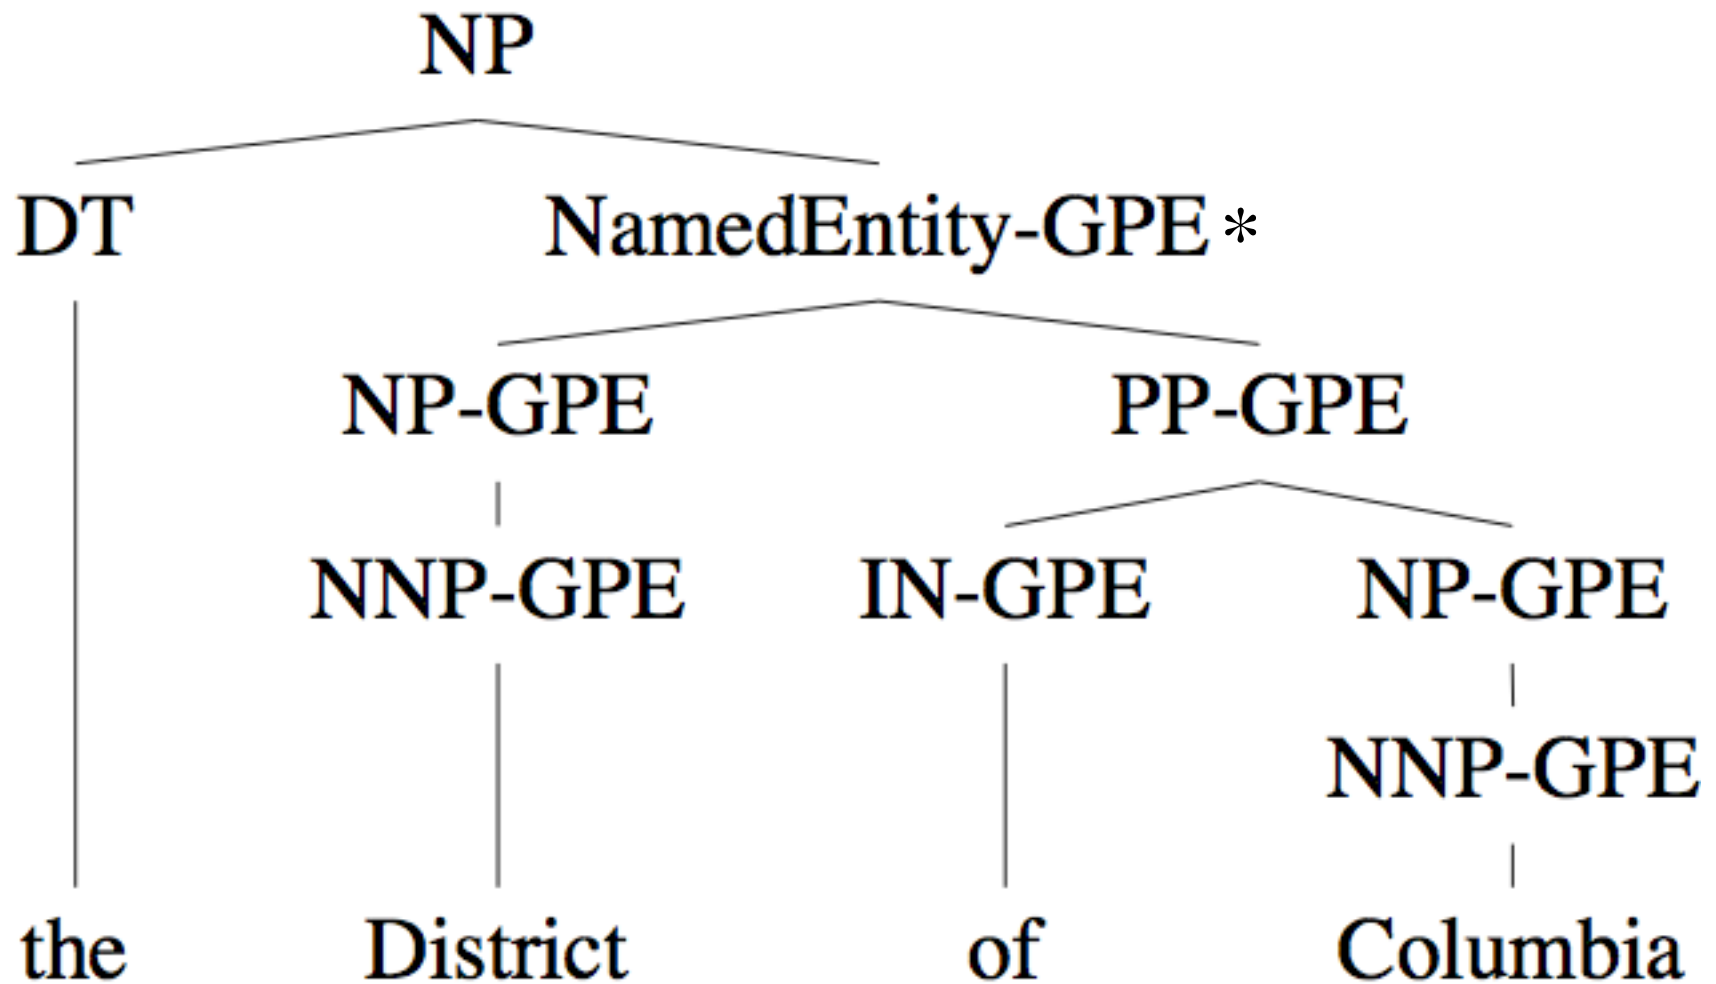 NP
DT NamedEntity-GPE *
NP-GPE PP-GPE
NNP-GPE IN-GPE NP-GPE
NNP-GPE
the District of Columbia